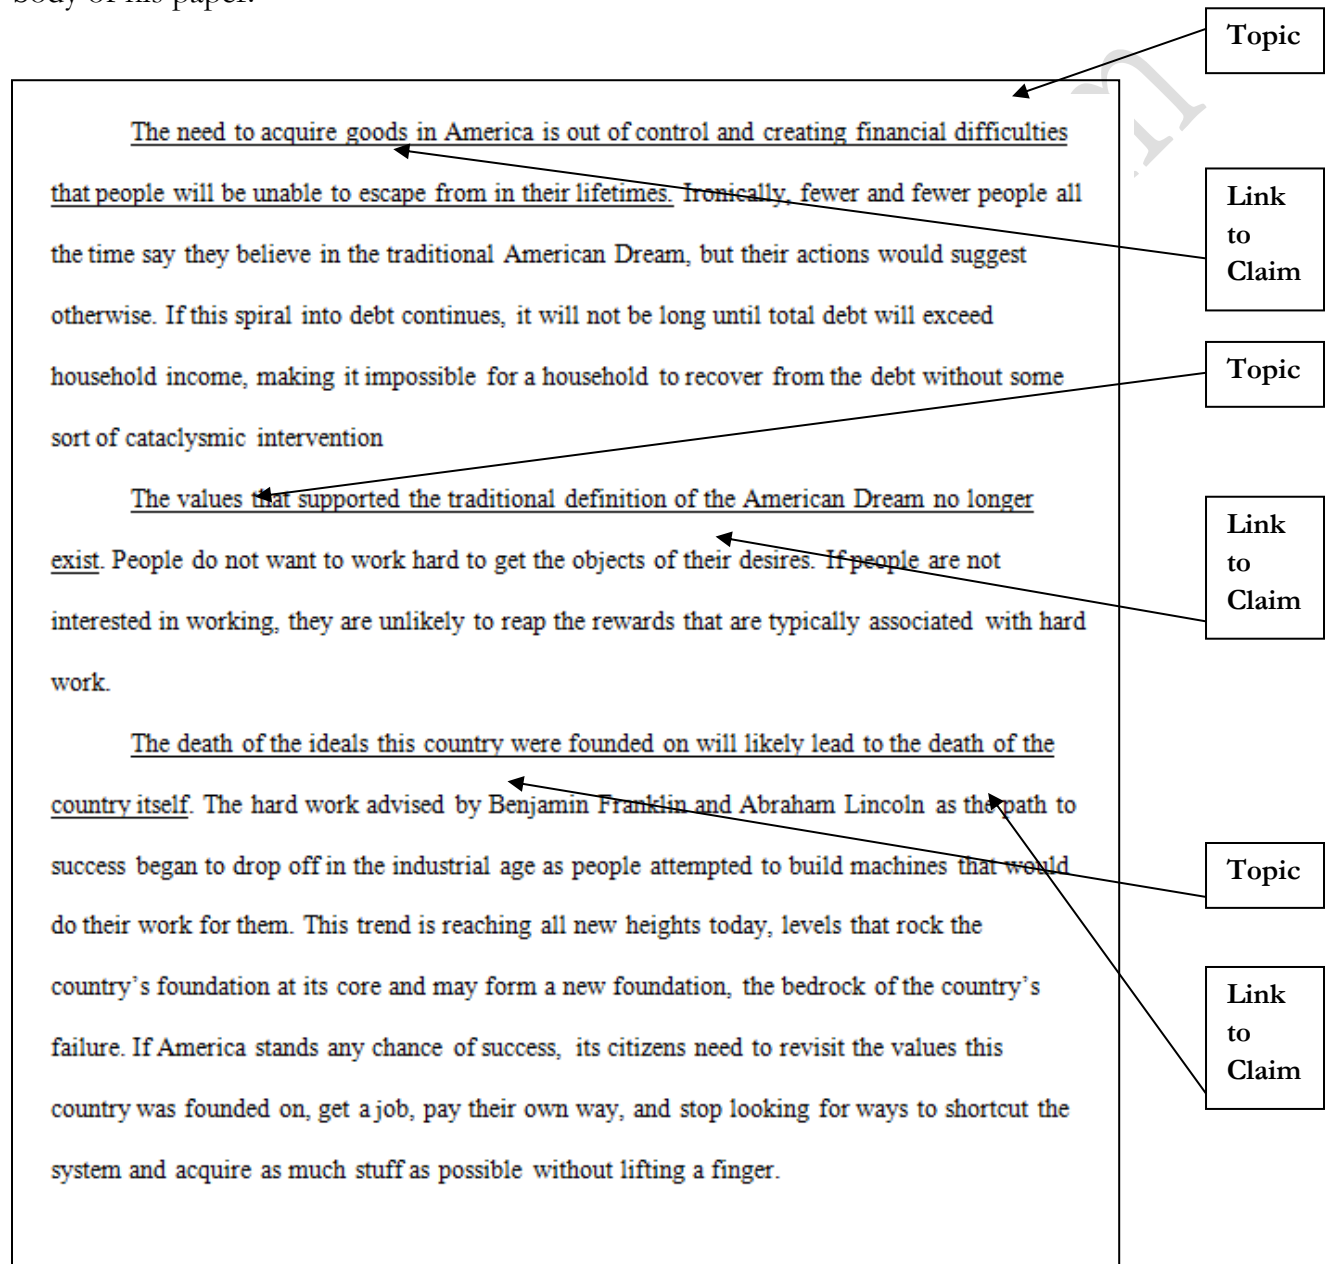 body of his paper.
Topic
The need to acquire goods in America is out of control and creating financial difficulties
that people will be unable to escape from in their lifetimes. Ironically, fewer and fewer people all
the time say they believe in the traditional American Dream, but their actions would suggest
otherwise. If this spiral into debt continues, it will not be long until total debt will exceed
household income, making it impossible for a household to recover from the debt without some
sort of cataclysmic intervention
The values that supported the traditional definition of the American Dream no longer
exist. People do not want to work hard to get the objects of their desires. If people are not
interested in working, they are unlikely to reap the rewards that are typically associated with hard
work.
The death of the ideals this country were founded on will likely lead to the death of the
country itself. The hard work advised by Benjamin Franklin and Abraham Lincoln as the path to
success began to drop off in the industrial age as people attempted to build machines that would
do their work for them. This trend is reaching all new heights today, levels that rock the
country’s foundation at its core and may form a new foundation, the bedrock of the country’s
failure. If America stands any chance of success, its citizens need to revisit the values this
country was founded on, get a job, pay their own way, and stop looking for ways to shortcut the
system and acquire as much stuff as possible without lifting a finger.
Link
to
Claim
Topic
Link
to
Claim
Topic
Link
to
Claim